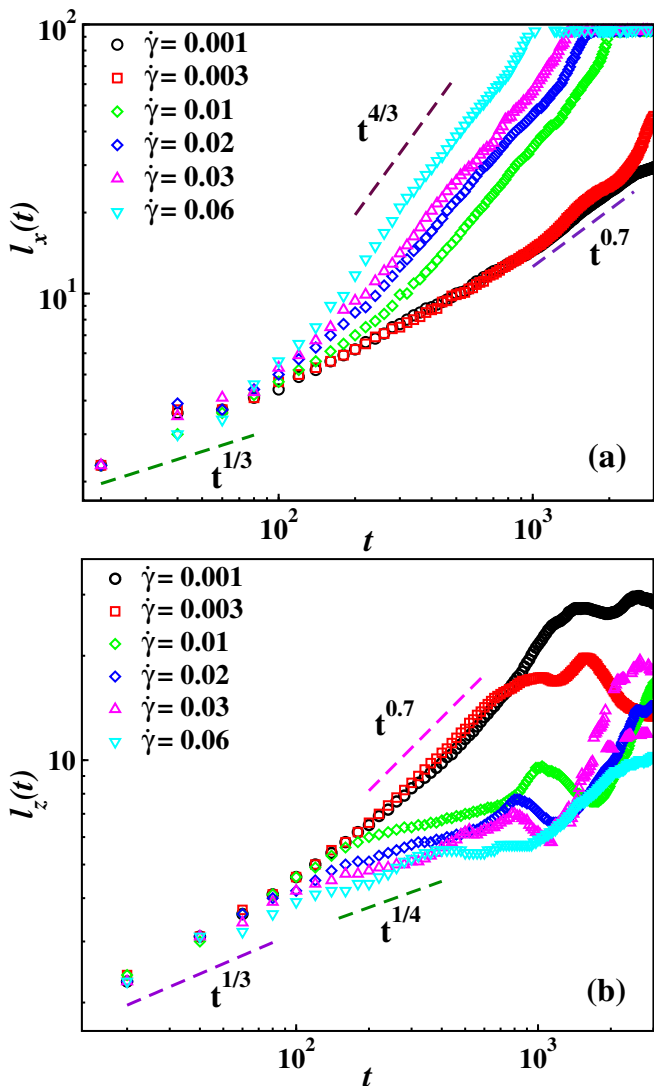 10²
γ̇ = 0.001
γ̇ = 0.003
γ̇ = 0.01
γ̇ = 0.02
γ̇ = 0.03
γ̇ = 0.06
t^{4/3}
l_x(t)
t^{0.7}
10¹
t^{1/3}
(a)
10² 10³
t
γ̇ = 0.001
γ̇ = 0.003
γ̇ = 0.01
γ̇ = 0.02
γ̇ = 0.03
γ̇ = 0.06
t^{0.7}
10
l_z(t)
t^{1/4}
t^{1/3}
(b)
10² 10³
t